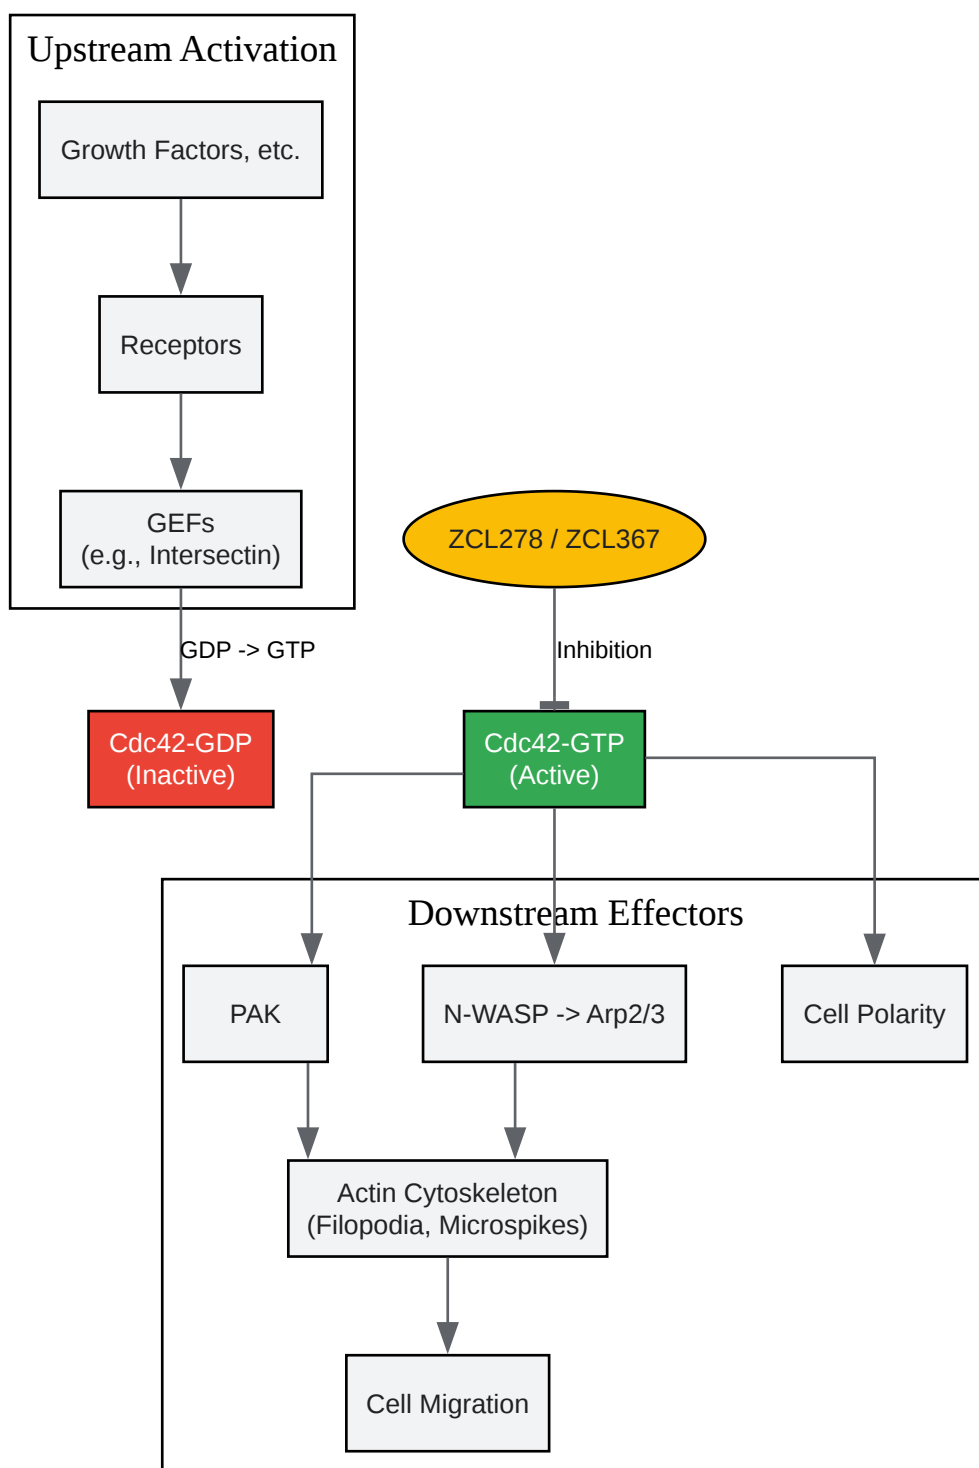 Upstream Activation
Growth Factors, etc.
Receptors
GEFs
(e.g., Intersectin)
ZCL278 / ZCL367
GDP -> GTP
Inhibition
Cdc42-GDP
(Inactive)
Cdc42-GTP
(Active)
Downstream Effectors
PAK
N-WASP -> Arp2/3
Cell Polarity
Actin Cytoskeleton
(Filopodia, Microspikes)
Cell Migration